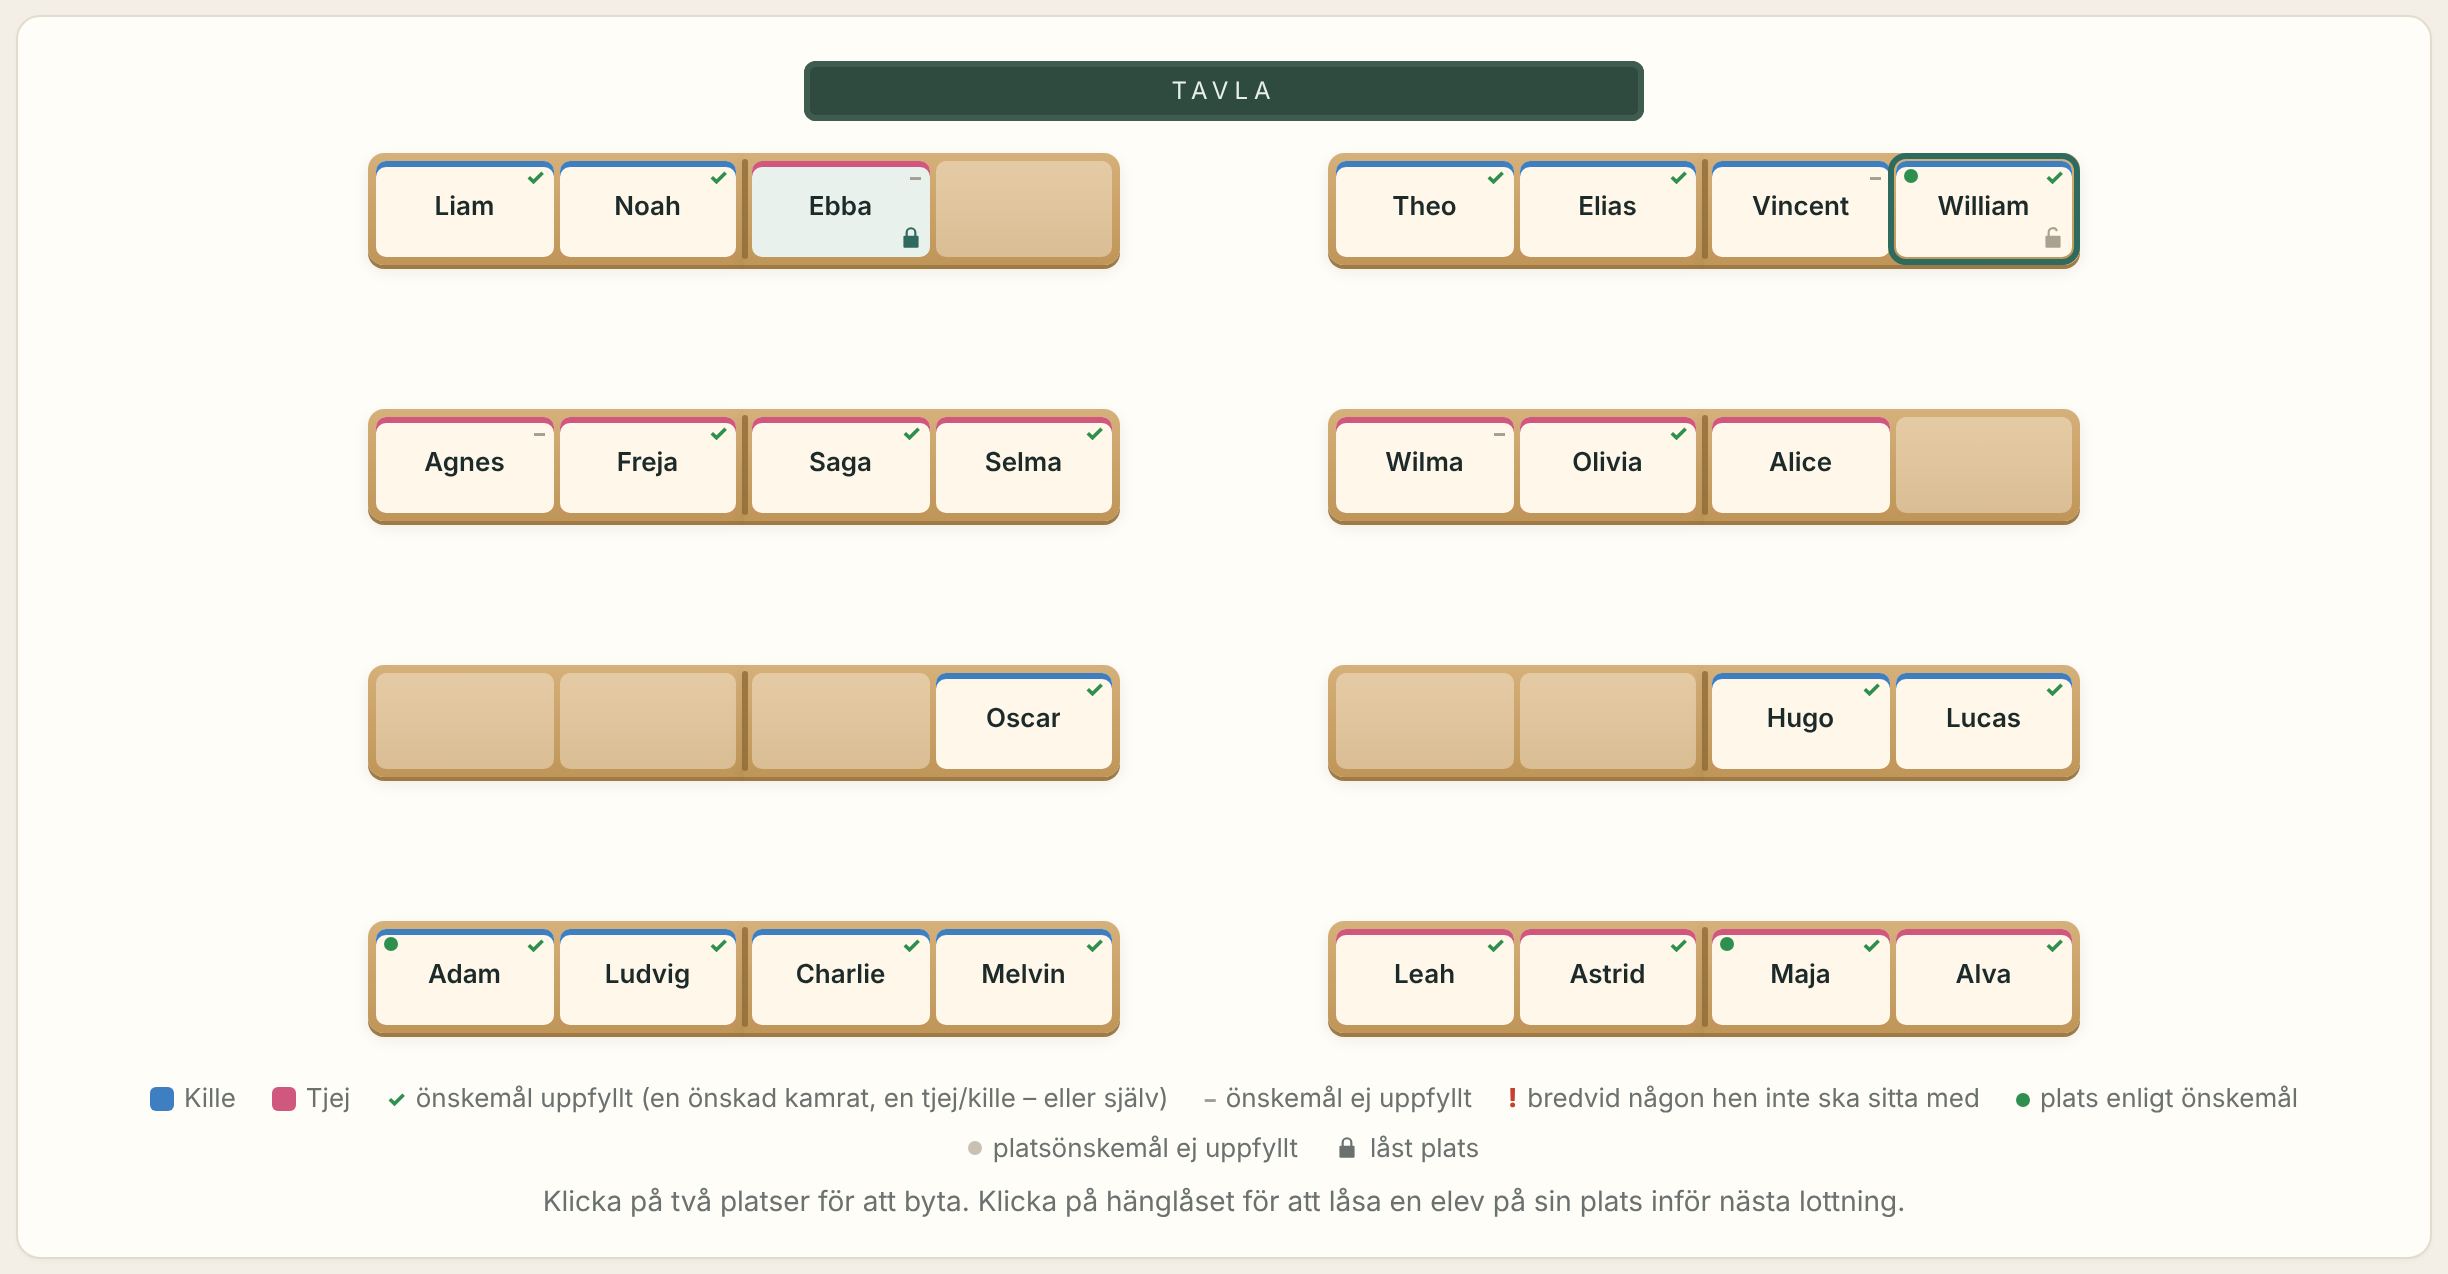 TAVLA
Liam Noah Ebba Theo Elias Vincent William
Agnes Freja Saga Selma Wilma Olivia Alice
Oscar Hugo Lucas
Adam Ludvig Charlie Melvin Leah Astrid Maja Alva
Kille Tjej önskemål uppfyllt (en önskad kamrat, en tjej/kille – eller själv) – önskemål ej uppfyllt ! bredvid någon hen inte ska sitta med plats enligt önskemål
platsönskemål ej uppfyllt låst plats
Klicka på två platser för att byta. Klicka på hänglåset för att låsa en elev på sin plats inför nästa lottning.